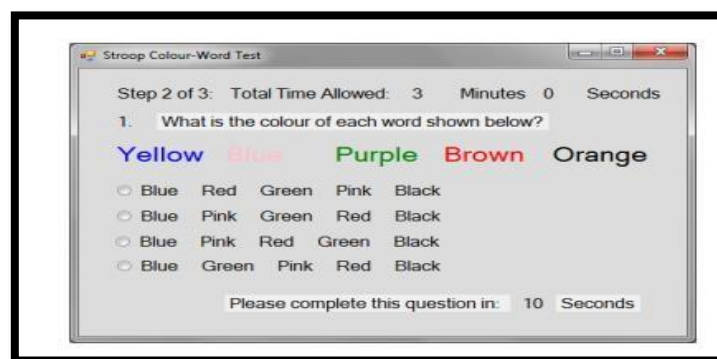 Stroop Colour-Word Test
Step 2 of 3: Total Time Allowed: 3 Minutes 0 Seconds
1. What is the colour of each word shown below?
Yellow Blue Purple Brown Orange
Blue Red Green Pink Black
Blue Pink Green Red Black
Blue Pink Red Green Black
Blue Green Pink Red Black
Please complete this question in: 10 Seconds